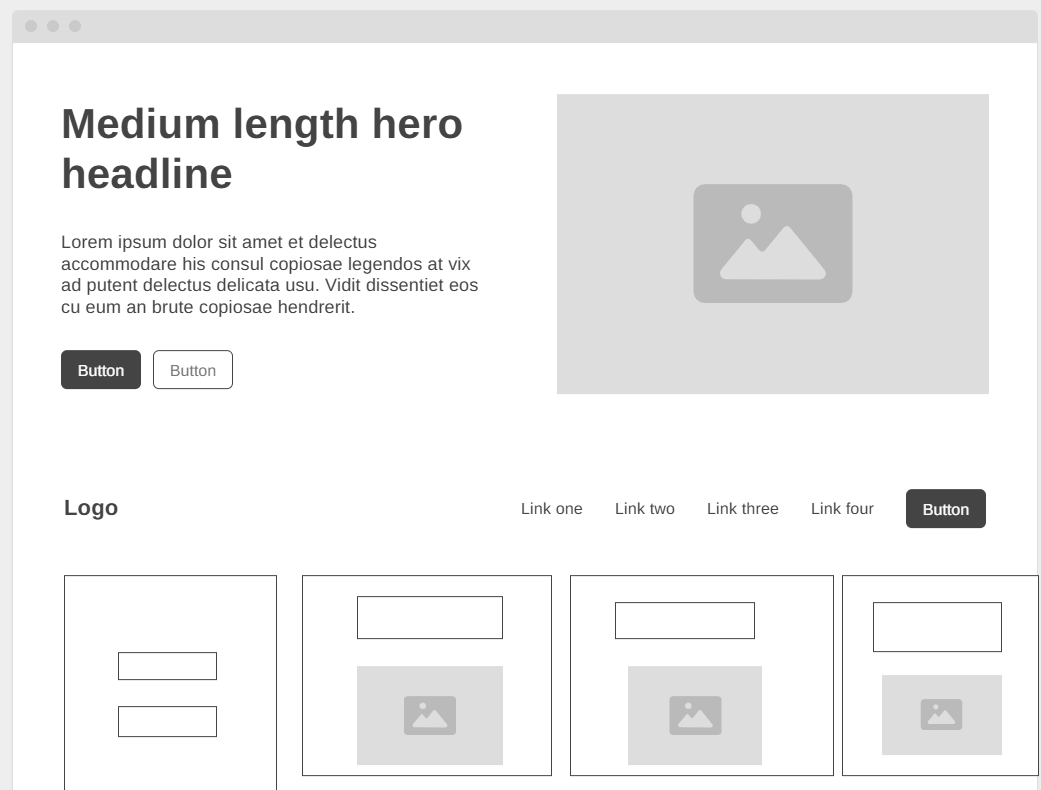 Medium length hero
headline
Lorem ipsum dolor sit amet et delectus
accommodare his consul copiosae legendos at vix
ad putent delectus delicata usu. Vidit dissentiet eos
cu eum an brute copiosae hendrerit.
Button Button
Logo Link one Link two Link three Link four Button